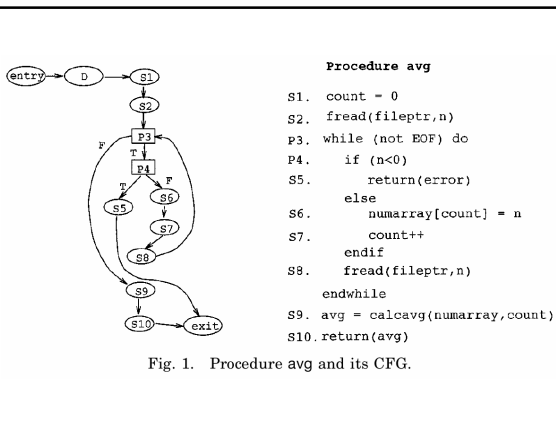 entry
D
S1
S2
F
P3
T
P4
T
F
S5
S6
S7
S8
S9
S10
exit
Procedure avg
S1. count = 0
S2. fread(fileptr,n)
P3. while (not EOF) do
P4. if (n<0)
S5. return(error)
else
S6. numarray[count] = n
S7. count++
endif
S8. fread(fileptr,n)
endwhile
S9. avg = calcavg(numarray,count)
S10. return(avg)
Fig. 1. Procedure avg and its CFG.